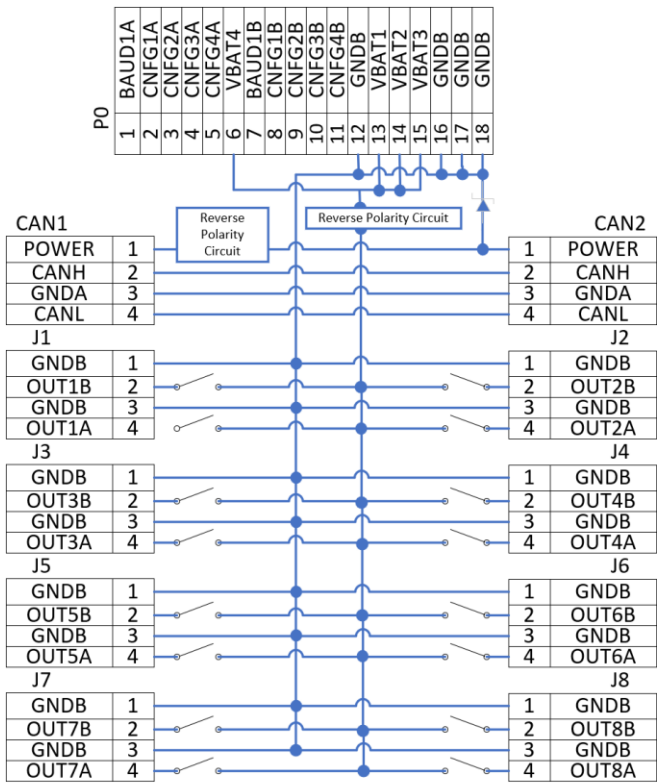 P0
1 BAUD1A
2 CNFG1A
3 CNFG2A
4 CNFG3A
5 CNFG4A
6 VBAT4
7 BAUD1B
8 CNFG1B
9 CNFG2B
10 CNFG3B
11 CNFG4B
12 GNDB
13 VBAT1
14 VBAT2
15 VBAT3
16 GNDB
17 GNDB
18 GNDB
Reverse
Polarity
Circuit
Reverse Polarity Circuit
CAN1
POWER 1
CANH 2
GNDA 3
CANL 4
CAN2
1 POWER
2 CANH
3 GNDA
4 CANL
J1
GNDB 1
OUT1B 2
GNDB 3
OUT1A 4
J2
1 GNDB
2 OUT2B
3 GNDB
4 OUT2A
J3
GNDB 1
OUT3B 2
GNDB 3
OUT3A 4
J4
1 GNDB
2 OUT4B
3 GNDB
4 OUT4A
J5
GNDB 1
OUT5B 2
GNDB 3
OUT5A 4
J6
1 GNDB
2 OUT6B
3 GNDB
4 OUT6A
J7
GNDB 1
OUT7B 2
GNDB 3
OUT7A 4
J8
1 GNDB
2 OUT8B
3 GNDB
4 OUT8A